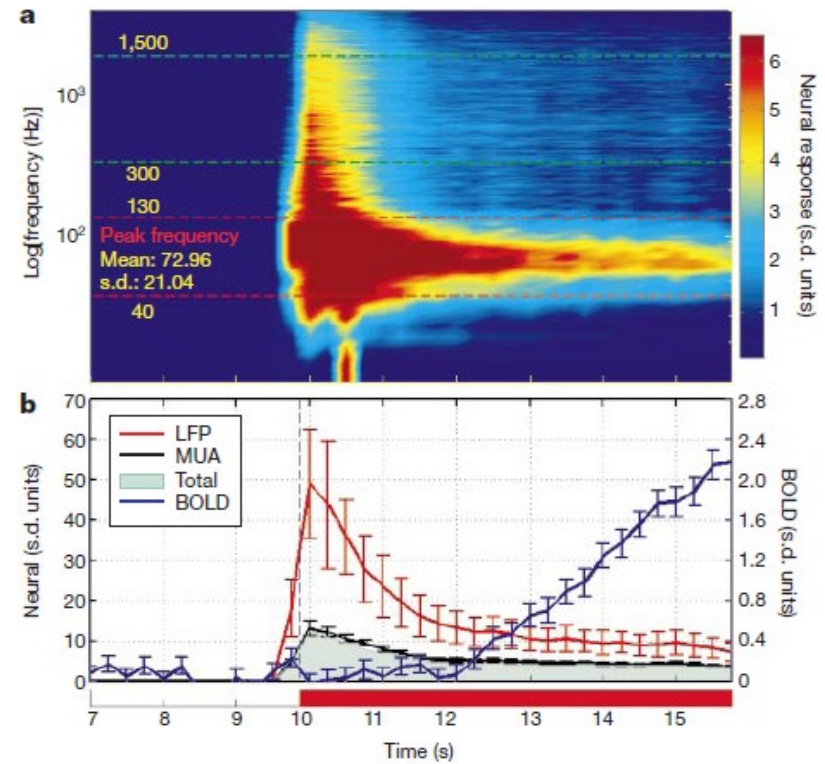 a
1,500
10³
300
130
10²
Peak frequency
Mean: 72.96
s.d.: 21.04
40
Log[frequency (Hz)]
6
5
4
3
2
1
Neural response (s.d. units)
b
70
60
50
40
30
20
10
0
Neural (s.d. units)
LFP
MUA
Total
BOLD
2.8
2.4
2.0
1.6
1.2
0.8
0.4
0
BOLD (s.d. units)
7 8 9 10 11 12 13 14 15
Time (s)